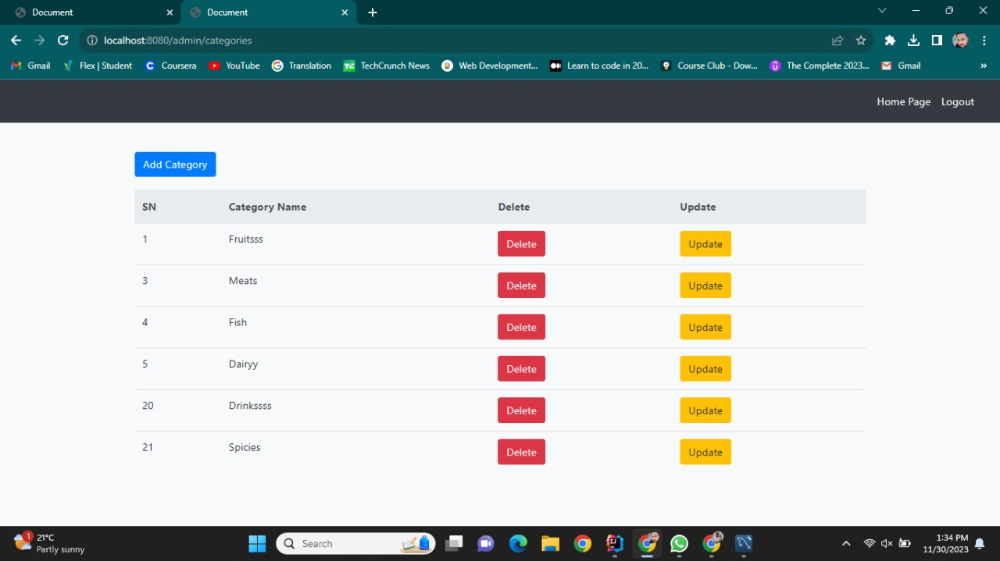 Document
Document
localhost:8080/admin/categories
Gmail
Flex | Student
C Coursera
YouTube
G Translation
TC TechCrunch News
Web Development...
Learn to code in 20...
Course Club - Dow...
The Complete 2023...
Gmail
»
Home Page Logout
Add Category
SN Category Name Delete Update
1 Fruitsss Delete Update
3 Meats Delete Update
4 Fish Delete Update
5 Dairyy Delete Update
20 Drinkssss Delete Update
21 Spicies Delete Update
1
21°C
Partly sunny
Search
1:34 PM
11/30/2023